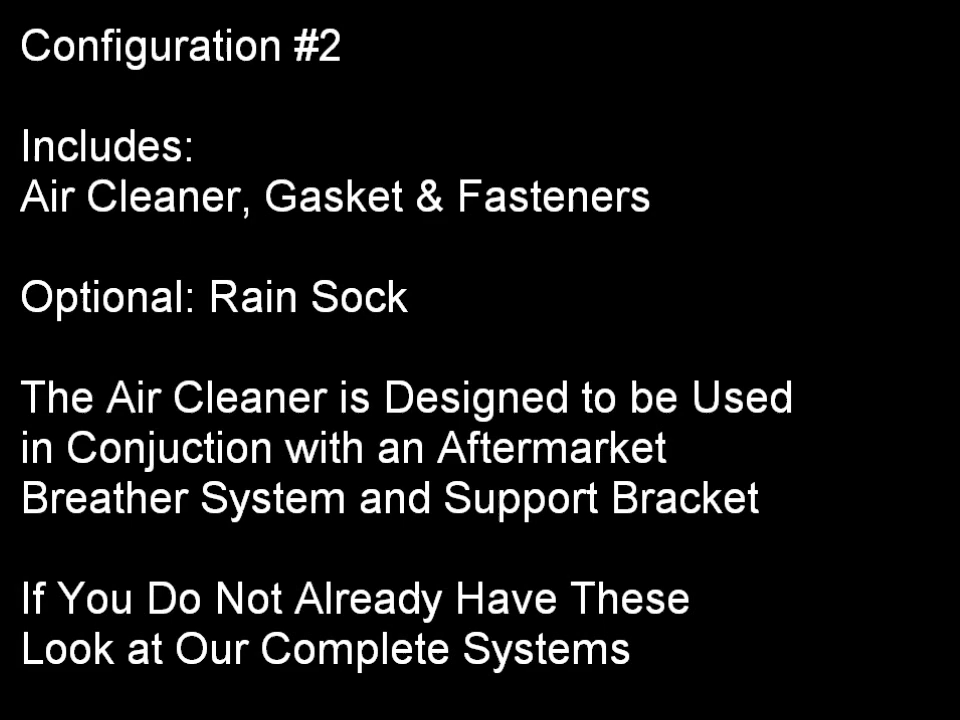 Configuration #2
Includes:
Air Cleaner, Gasket & Fasteners
Optional: Rain Sock
The Air Cleaner is Designed to be Used
in Conjuction with an Aftermarket
Breather System and Support Bracket
If You Do Not Already Have These
Look at Our Complete Systems